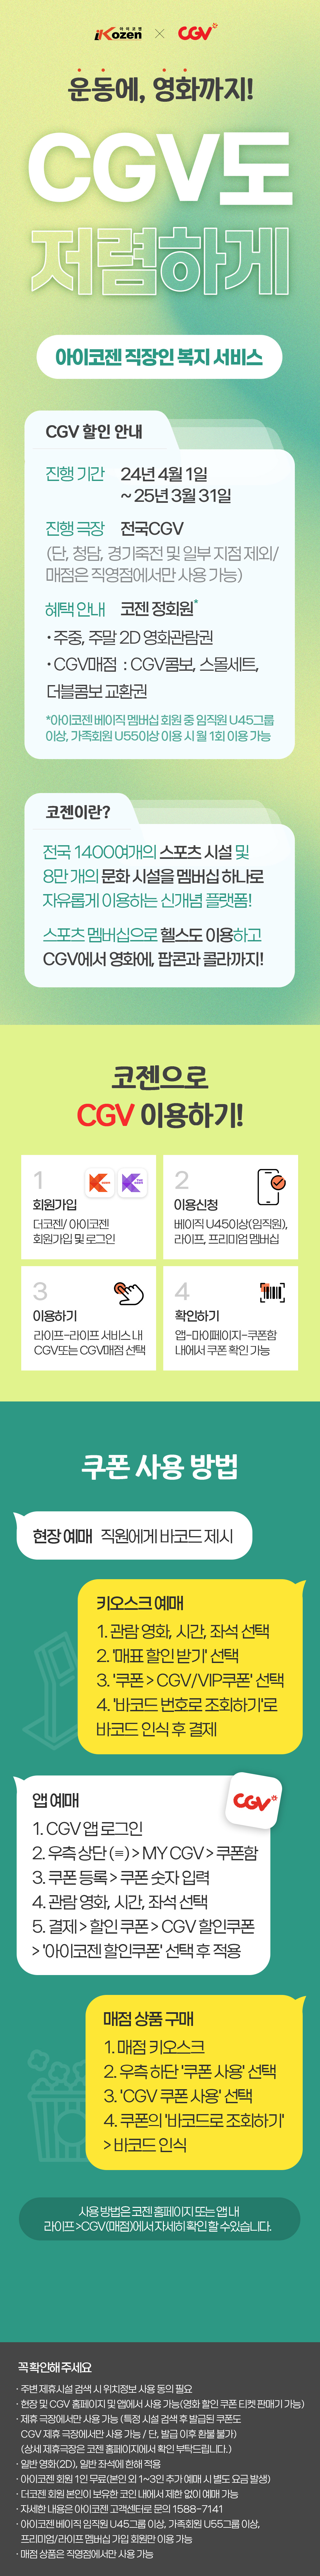 아이코젠
iKozen × CGV
운동에, 영화까지!
CGV도
저렴하게
아이코젠 직장인 복지 서비스
CGV 할인 안내
진행 기간 24년 4월 1일
~ 25년 3월 31일
진행 극장 전국CGV
(단, 청담, 경기죽전 및 일부 지점 제외/
매점은 직영점에서만 사용 가능)
혜택 안내 코젠 정회원*
· 주중, 주말 2D 영화관람권
· CGV매점 : CGV콤보, 스몰세트,
더블콤보 교환권
*아이코젠 베이직 멤버십 회원 중 임직원 U45그룹
이상, 가족회원 U55이상 이용 시 월 1회 이용 가능
코젠이란?
전국 1400여개의 스포츠 시설 및
8만 개의 문화 시설을 멤버십 하나로
자유롭게 이용하는 신개념 플랫폼!
스포츠 멤버십으로 헬스도 이용하고
CGV에서 영화에, 팝콘과 콜라까지!
코젠으로
CGV 이용하기!
1
회원가입
더코젠/ 아이코젠
회원가입 및 로그인
2
이용신청
베이직 U45이상(임직원),
라이프, 프리미엄 멤버십
3
이용하기
라이프-라이프 서비스 내
CGV또는 CGV매점 선택
4
확인하기
앱-마이페이지-쿠폰함
내에서 쿠폰 확인 가능
쿠폰 사용 방법
현장 예매 직원에게 바코드 제시
키오스크 예매
1. 관람 영화, 시간, 좌석 선택
2. '매표 할인 받기' 선택
3. '쿠폰 > CGV/VIP쿠폰' 선택
4. '바코드 번호로 조회하기'로
바코드 인식 후 결제
앱 예매
CGV
1. CGV 앱 로그인
2. 우측 상단 (≡) > MY CGV > 쿠폰함
3. 쿠폰 등록 > 쿠폰 숫자 입력
4. 관람 영화, 시간, 좌석 선택
5. 결제 > 할인 쿠폰 > CGV 할인쿠폰
> '아이코젠 할인쿠폰' 선택 후 적용
매점 상품 구매
1. 매점 키오스크
2. 우측 하단 '쿠폰 사용' 선택
3. 'CGV 쿠폰 사용' 선택
4. 쿠폰의 '바코드로 조회하기'
> 바코드 인식
사용 방법은 코젠 홈페이지 또는 앱 내
라이프 >CGV(매점)에서 자세히 확인 할 수있습니다.
꼭 확인해 주세요
· 주변 제휴시설 검색 시 위치정보 사용 동의 필요
· 현장 및 CGV 홈페이지 및 앱에서 사용 가능(영화 할인 쿠폰 티켓 판매기 가능)
· 제휴 극장에서만 사용 가능 (특정 시설 검색 후 발급된 쿠폰도
CGV 제휴 극장에서만 사용 가능 / 단, 발급 이후 환불 불가)
(상세 제휴극장은 코젠 홈페이지에서 확인 부탁드립니다.)
· 일반 영화(2D), 일반 좌석에 한해 적용
· 아이코젠 회원 1인 무료(본인 외 1~3인 추가 예매 시 별도 요금 발생)
· 더코젠 회원 본인이 보유한 코인 내에서 제한 없이 예매 가능
· 자세한 내용은 아이코젠 고객센터로 문의 1588-7141
· 아이코젠 베이직 임직원 U45그룹 이상, 가족회원 U55그룹 이상,
프리미엄/라이프 멤버십 가입 회원만 이용 가능
· 매점 상품은 직영점에서만 사용 가능